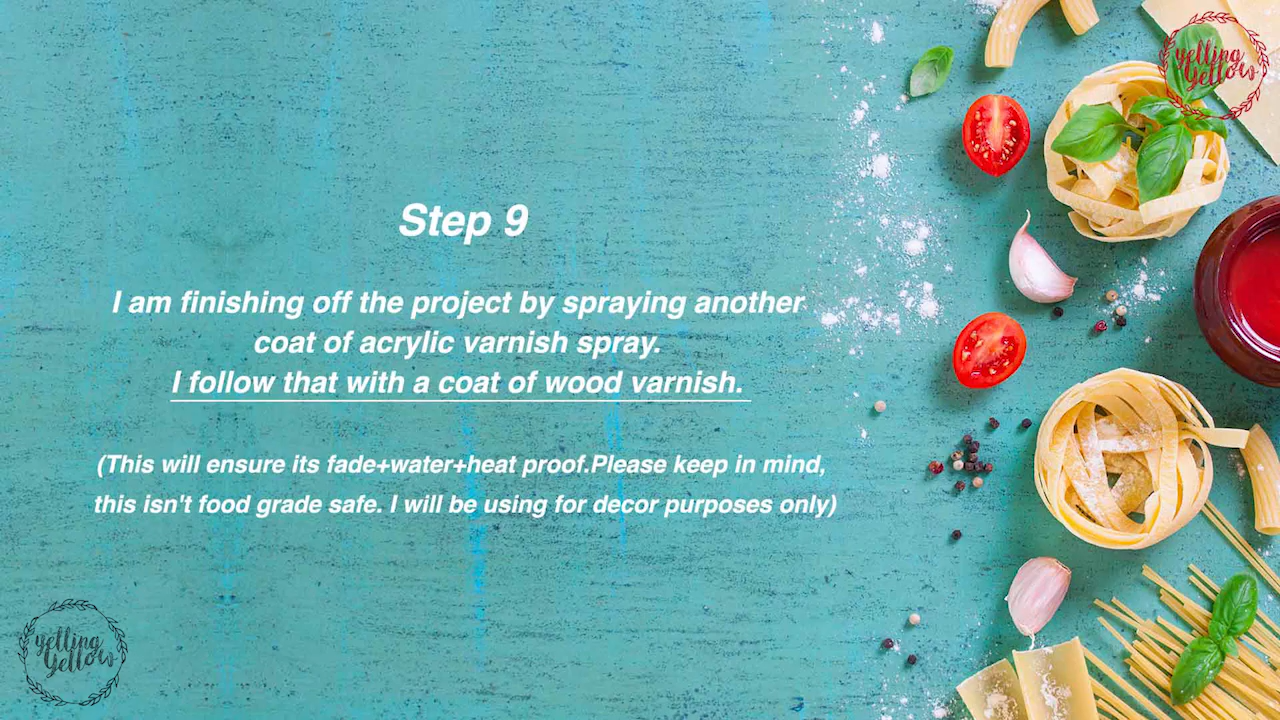 yelling
yellow
Step 9
I am finishing off the project by spraying another
coat of acrylic varnish spray.
I follow that with a coat of wood varnish.
(This will ensure its fade+water+heat proof.Please keep in mind,
this isn't food grade safe. I will be using for decor purposes only)
yelling
yellow